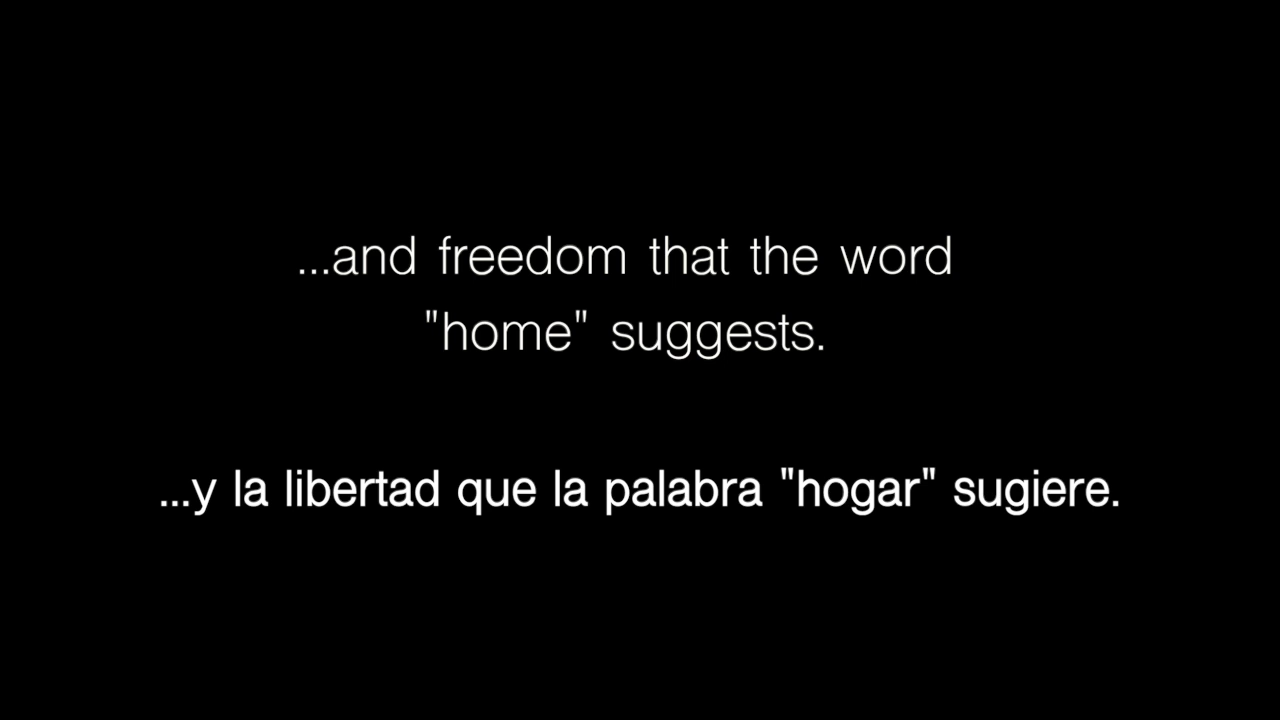 ...and freedom that the word
"home" suggests.
...y la libertad que la palabra "hogar" sugiere.